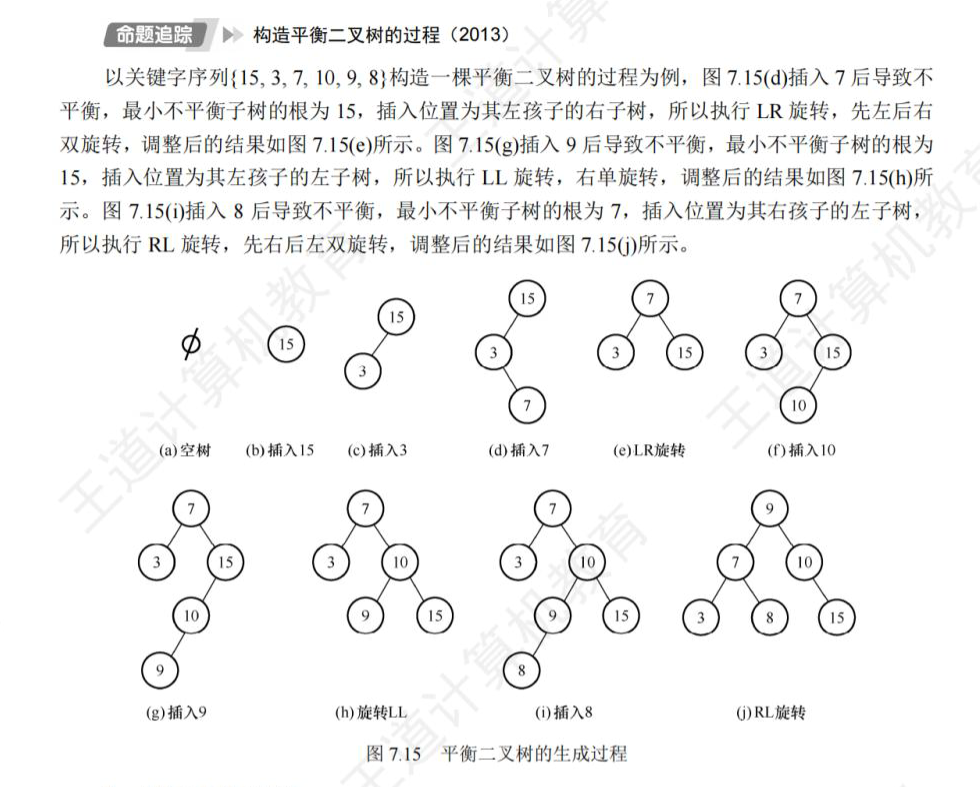 命题追踪 构造平衡二叉树的过程（2013）
以关键字序列{15, 3, 7, 10, 9, 8}构造一棵平衡二叉树的过程为例，图 7.15(d)插入 7 后导致不
平衡，最小不平衡子树的根为 15，插入位置为其左孩子的右子树，所以执行 LR 旋转，先左后右
双旋转，调整后的结果如图 7.15(e)所示。图 7.15(g)插入 9 后导致不平衡，最小不平衡子树的根为
15，插入位置为其左孩子的左子树，所以执行 LL 旋转，右单旋转，调整后的结果如图 7.15(h)所
示。图 7.15(i)插入 8 后导致不平衡，最小不平衡子树的根为 7，插入位置为其右孩子的左子树，
所以执行 RL 旋转，先右后左双旋转，调整后的结果如图 7.15(j)所示。
15 7 7
15
ϕ 15 3 3 15 3 15
3
7 10
(a)空树 (b)插入15 (c)插入3 (d)插入7 (e)LR旋转 (f)插入10
7 7 7 9
3 15 3 10 3 10 7 10
10 9 15 9 15 3 8 15
9 8
(g)插入9 (h)旋转LL (i)插入8 (j)RL旋转
图 7.15 平衡二叉树的生成过程
王道计算机教育
王道计算机教育
王道计算机教育